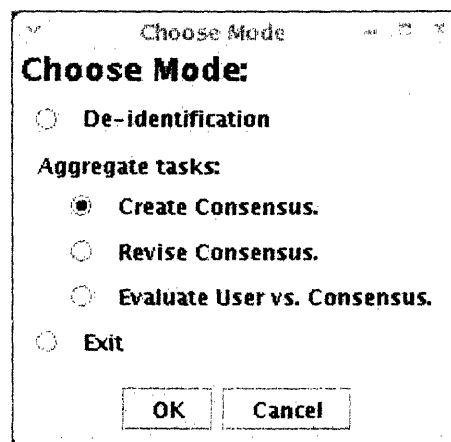 Choose Mode
Choose Mode:
De-identification
Aggregate tasks:
Create Consensus.
Revise Consensus.
Evaluate User vs. Consensus.
Exit
OK Cancel